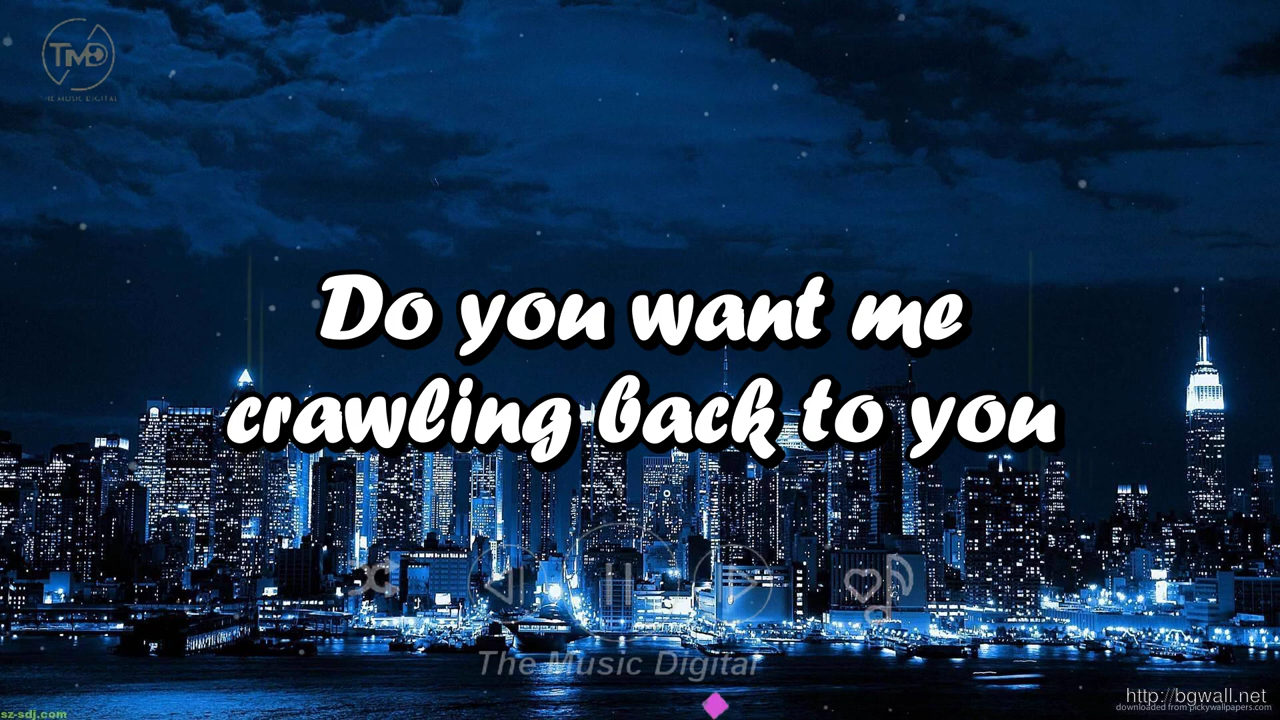 TMD
THE MUSIC DIGITAL
Do you want me
crawling back to you
The Music Digital
http://bgwall.net
downloaded from pickywallpapers.com
sz-sdj.com